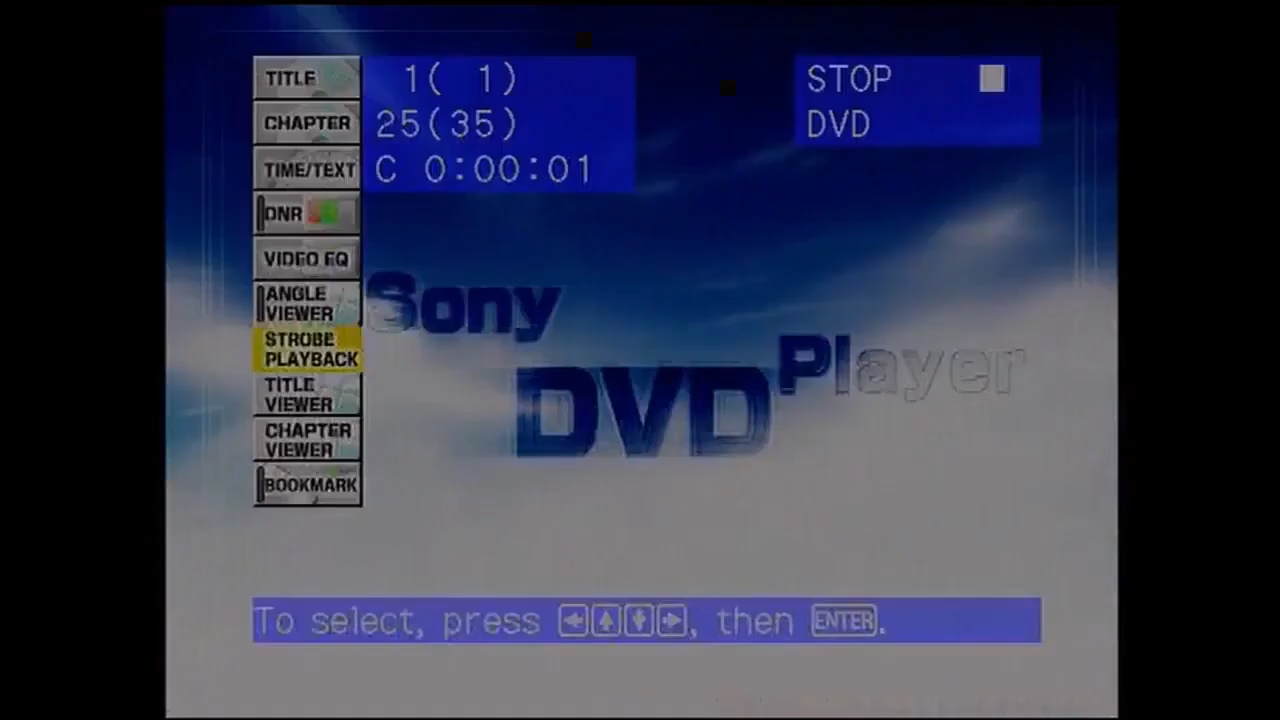 TITLE 1( 1)
CHAPTER 25(35)
TIME/TEXT C 0:00:01
STOP
DVD
DNR
VIDEO EQ
ANGLE
VIEWER
STROBE
PLAYBACK
TITLE
VIEWER
CHAPTER
VIEWER
BOOKMARK
Sony
DVD
Player
To select, press ←↑↓→, then ENTER.